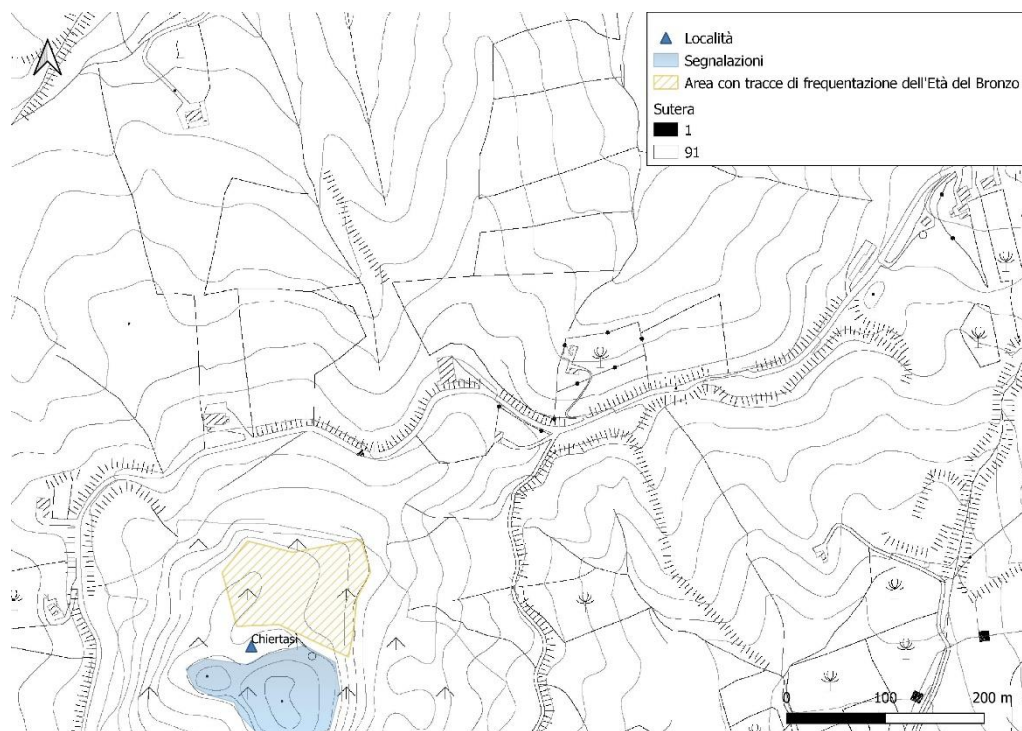 Località
Segnalazioni
Area con tracce di frequentazione dell'Età del Bronzo
Sutera
1
91
Chiertasi
0 100 200 m